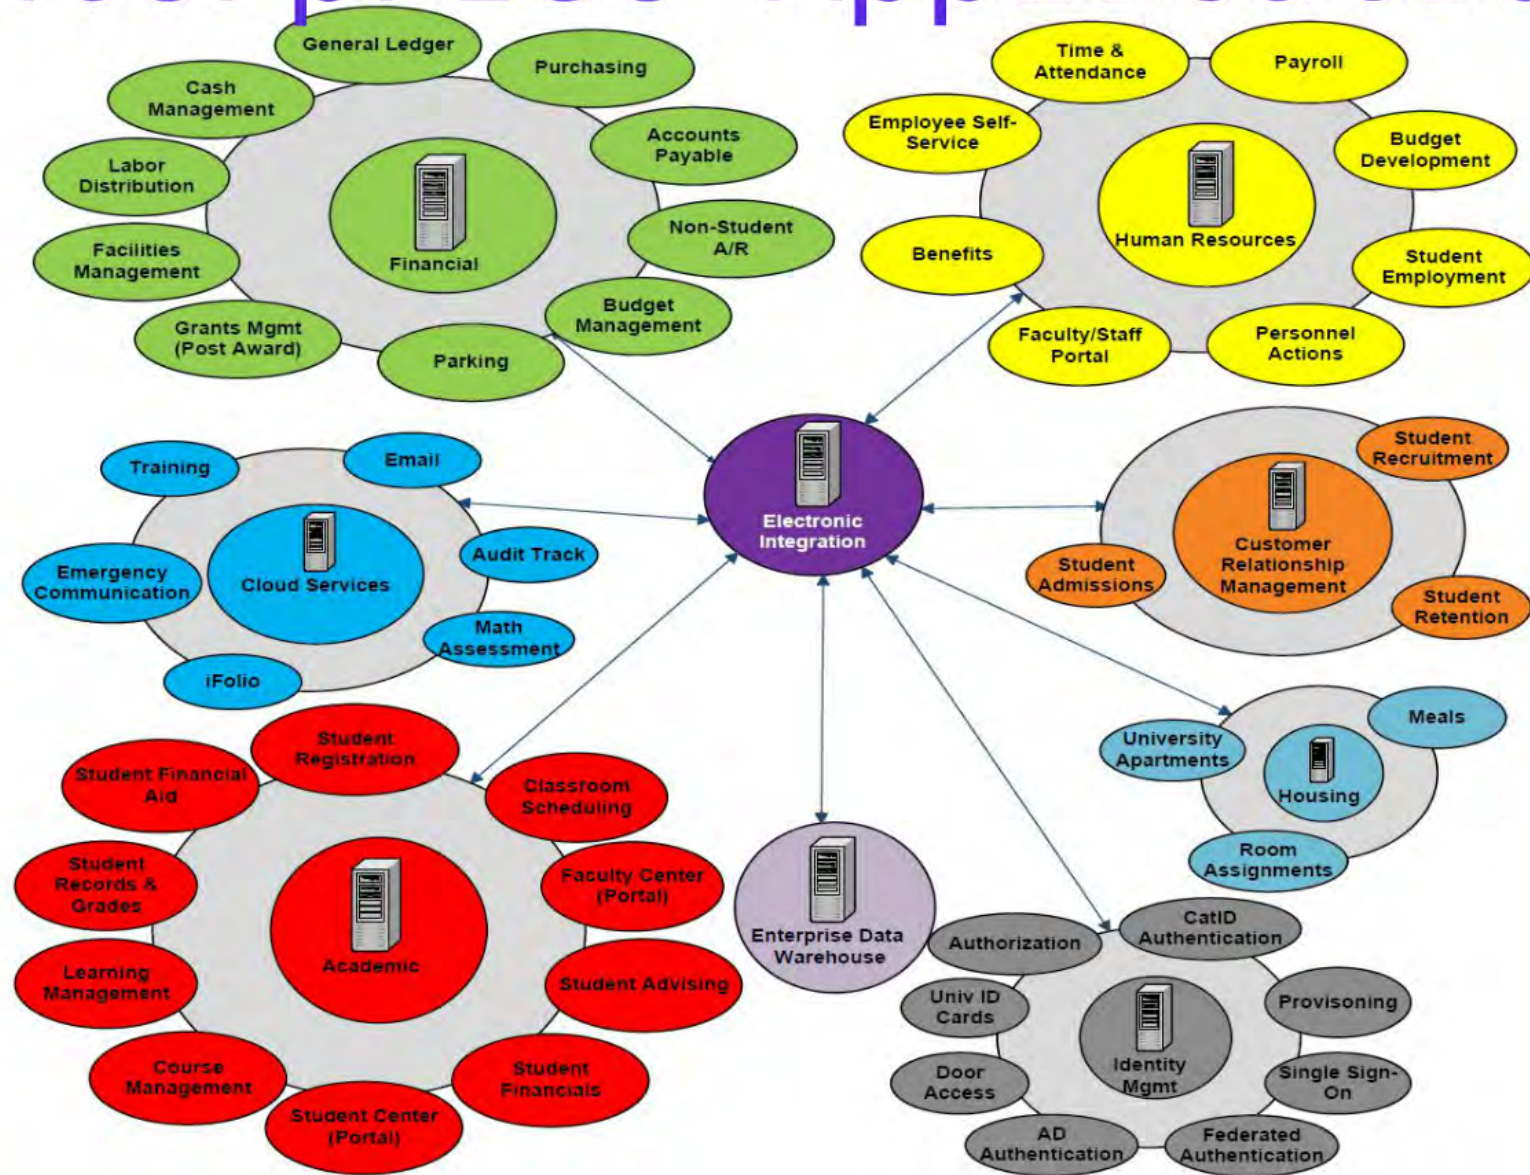 General Ledger
Purchasing
Cash
Management
Accounts
Payable
Labor
Distribution
Non-Student
A/R
Facilities
Management
Financial
Budget
Management
Grants Mgmt
(Post Award)
Parking
Time &
Attendance
Payroll
Employee Self-
Service
Budget
Development
Human Resources
Benefits
Student
Employment
Faculty/Staff
Portal
Personnel
Actions
Training
Email
Audit Track
Emergency
Communication
Cloud Services
Math
Assessment
iFolio
Electronic
Integration
Student
Recruitment
Customer
Relationship
Management
Student
Admissions
Student
Retention
University
Apartments
Meals
Housing
Room
Assignments
Student
Registration
Student Financial
Aid
Classroom
Scheduling
Student
Records &
Grades
Faculty Center
(Portal)
Academic
Learning
Management
Student Advising
Course
Management
Student
Financials
Student Center
(Portal)
Enterprise Data
Warehouse
Authorization
CatID
Authentication
Univ ID
Cards
Provisoning
Identity
Mgmt
Door
Access
Single Sign-
On
AD
Authentication
Federated
Authentication